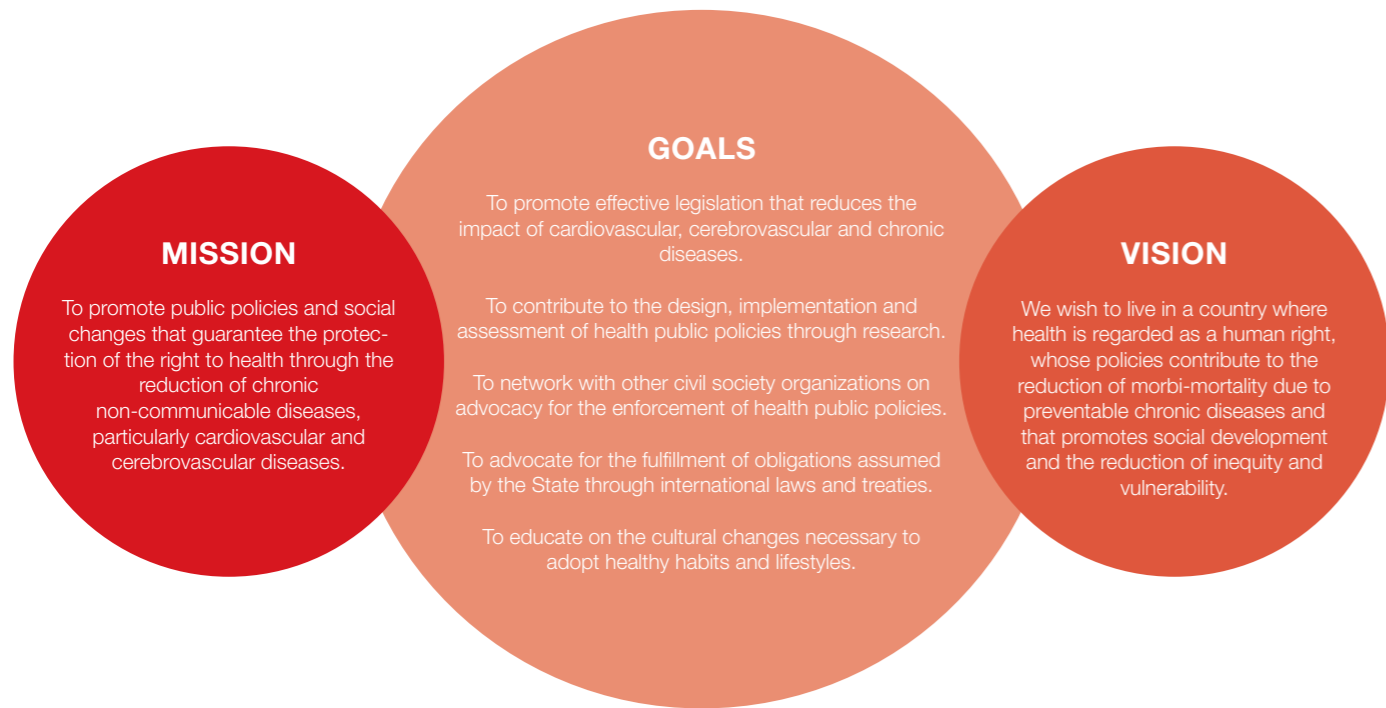 MISSION
To promote public policies and social
changes that guarantee the protec-
tion of the right to health through the
reduction of chronic
non-communicable diseases,
particularly cardiovascular and
cerebrovascular diseases.
GOALS
To promote effective legislation that reduces the
impact of cardiovascular, cerebrovascular and chronic
diseases.
To contribute to the design, implementation and
assessment of health public policies through research.
To network with other civil society organizations on
advocacy for the enforcement of health public policies.
To advocate for the fulfillment of obligations assumed
by the State through international laws and treaties.
To educate on the cultural changes necessary to
adopt healthy habits and lifestyles.
VISION
We wish to live in a country where
health is regarded as a human right,
whose policies contribute to the
reduction of morbi-mortality due to
preventable chronic diseases and
that promotes social development
and the reduction of inequity and
vulnerability.